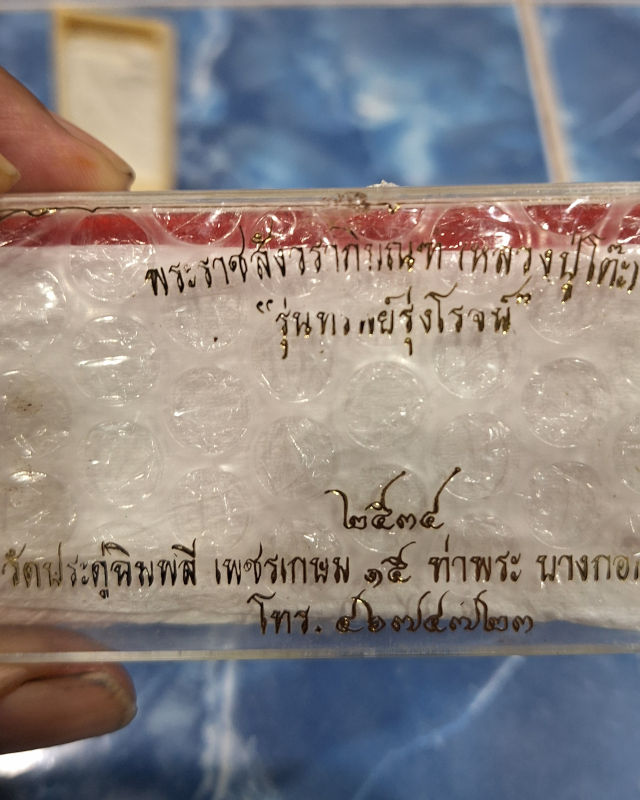 พระราชสังวราภิมณฑ์ (หลวงปู่โต๊ะ)
“รุ่นทรัพย์รุ่งโรจน์”
๒๕๓๔
วัดประดู่ฉิมพลี เพชรเกษม ๑๕ ท่าพระ บางกอก
โทร. ๔๖๗๔๗๒๓